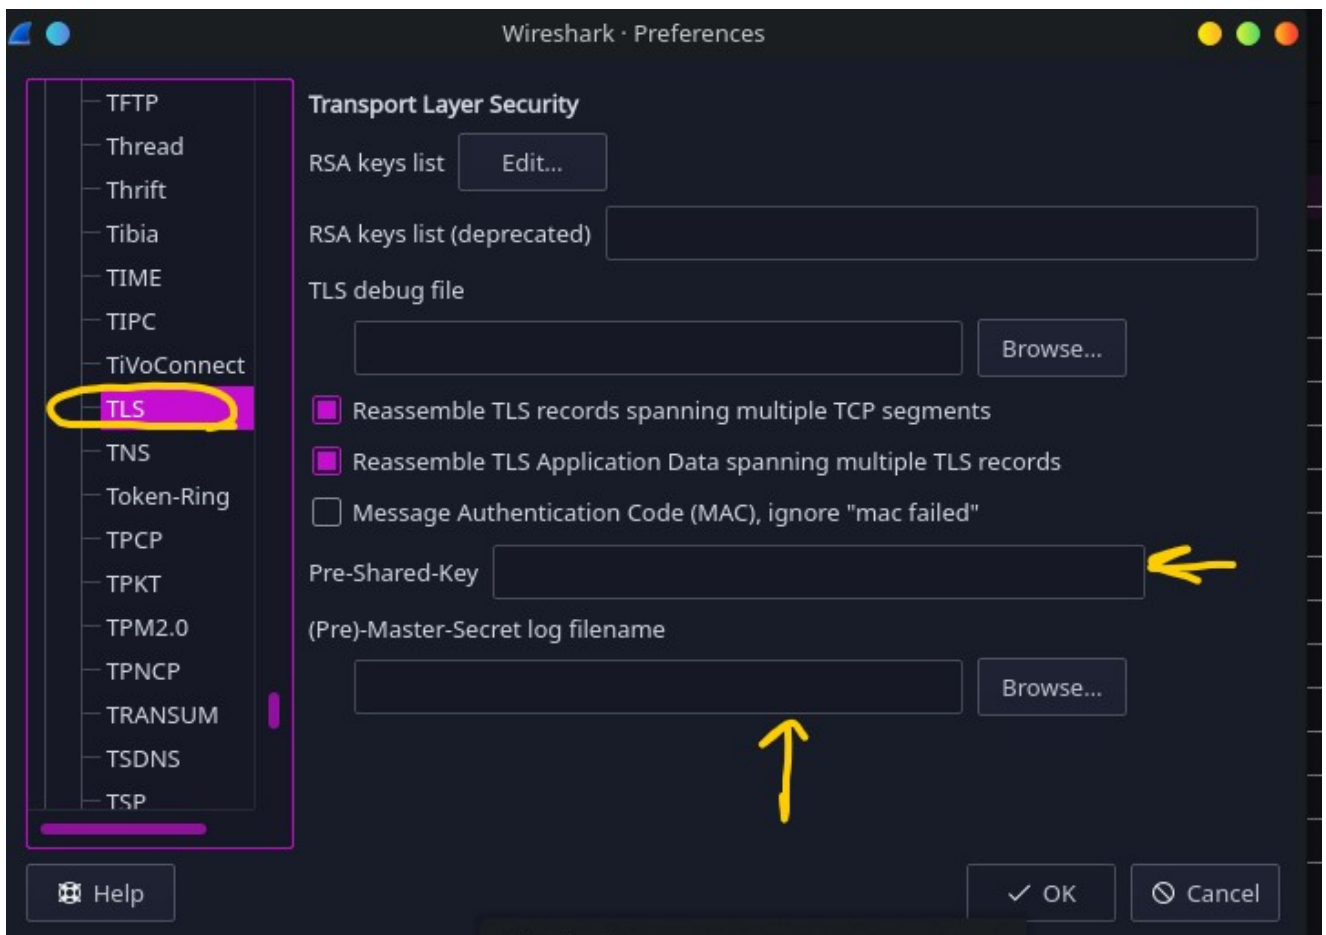 Wireshark · Preferences
TFTP
Thread
Thrift
Tibia
TIME
TIPC
TiVoConnect
TLS
TNS
Token-Ring
TPCP
TPKT
TPM2.0
TPNCP
TRANSUM
TSDNS
TSP
Transport Layer Security
RSA keys list Edit...
RSA keys list (deprecated)
TLS debug file
Browse...
Reassemble TLS records spanning multiple TCP segments
Reassemble TLS Application Data spanning multiple TLS records
Message Authentication Code (MAC), ignore "mac failed"
Pre-Shared-Key
(Pre)-Master-Secret log filename
Browse...
Help
OK
Cancel